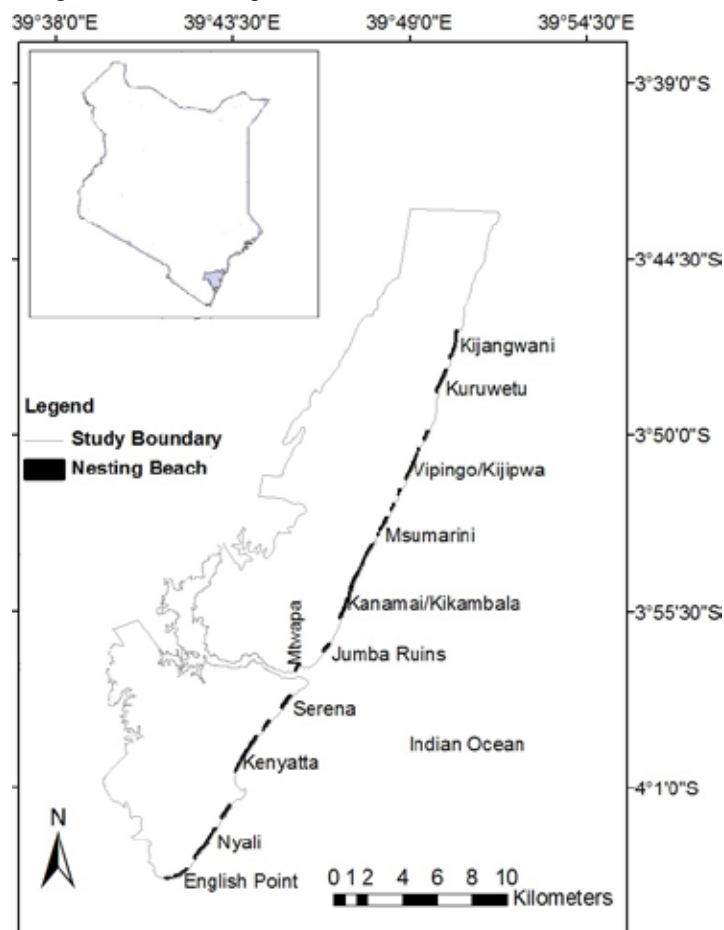 39°38'0"E 39°43'30"E 39°49'0"E 39°54'30"E
3°39'0"S
3°44'30"S
Kijangwani
Kuruwetu
Legend
Study Boundary
Nesting Beach
3°50'0"S
Vipingo/Kijipwa
Msumarini
Kanamai/Kikambala
3°55'30"S
Mtwapa
Jumba Ruins
Serena
Indian Ocean
Kenyatta
4°1'0"S
N
Nyali
English Point
0 1 2 4 6 8 10
Kilometers